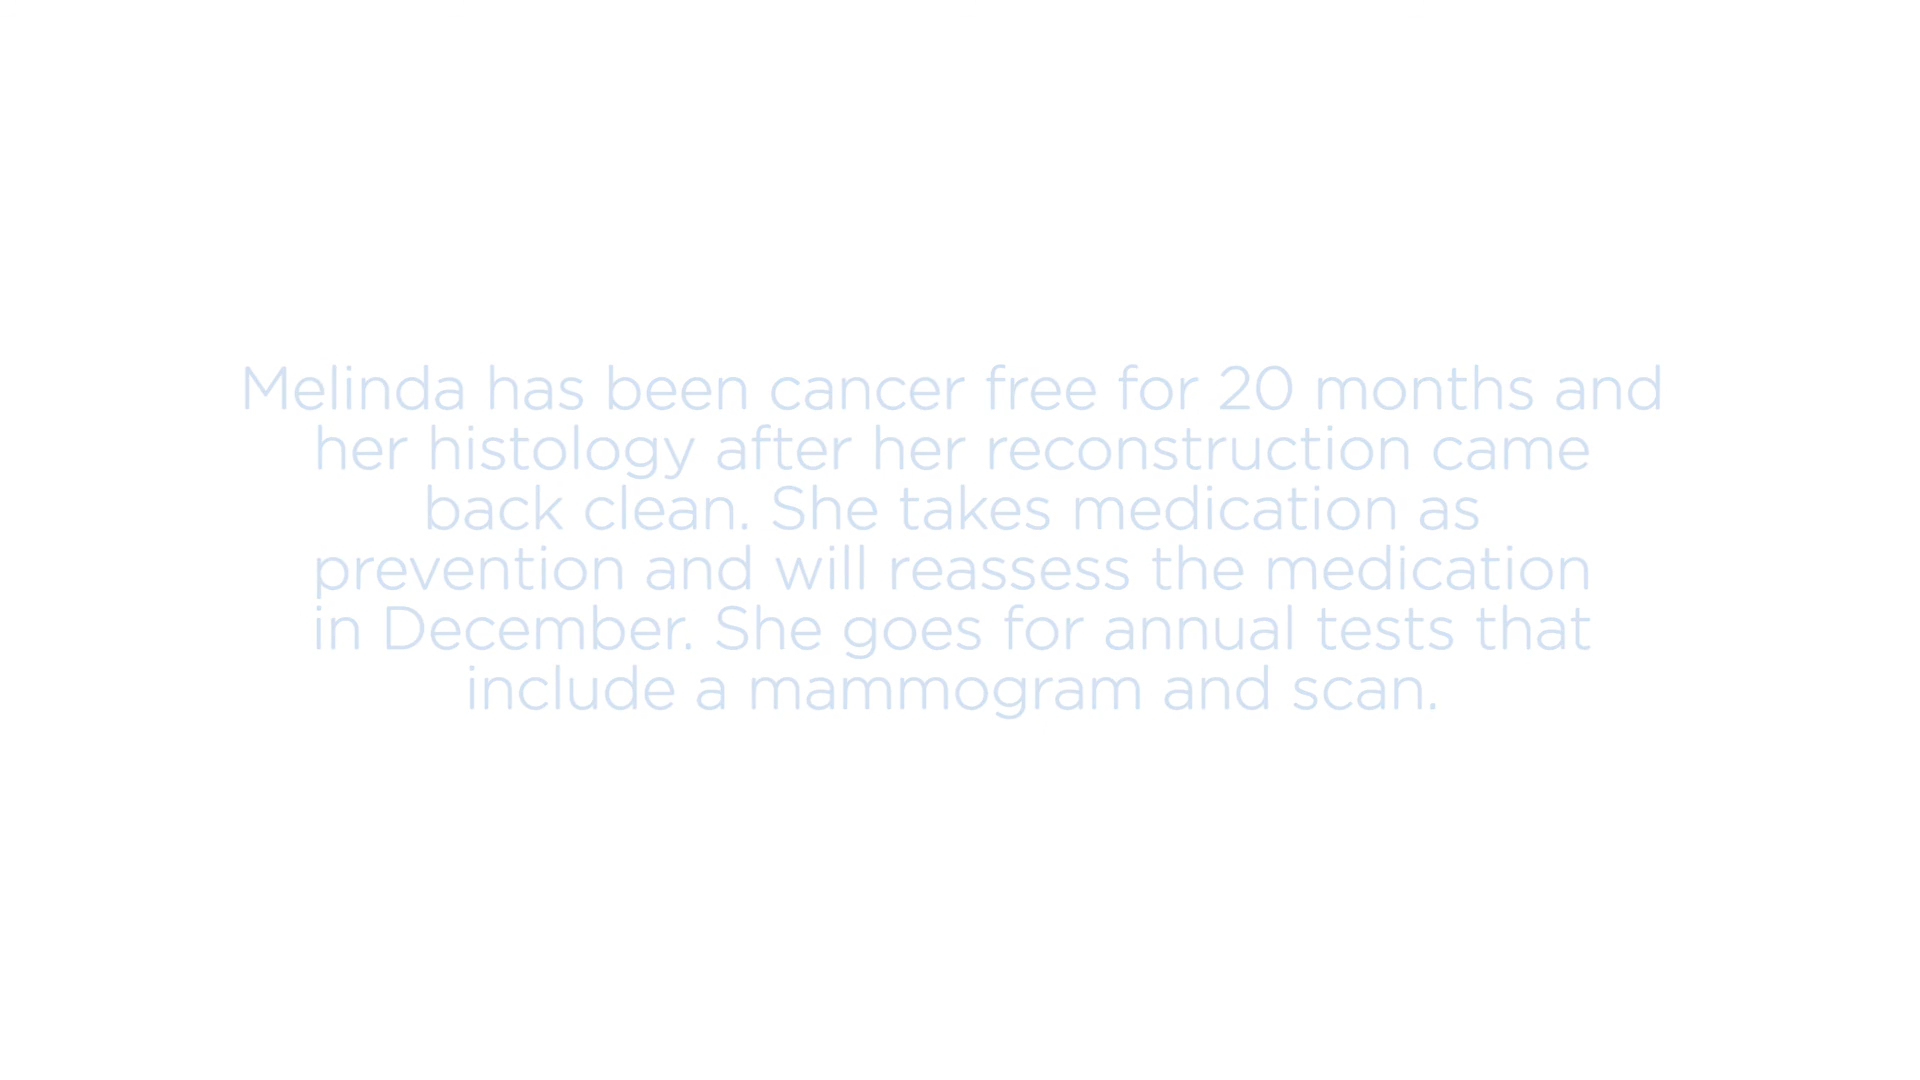 Melinda has been cancer free for 20 months and
her histology after her reconstruction came
back clean. She takes medication as
prevention and will reassess the medication
in December. She goes for annual tests that
include a mammogram and scan.